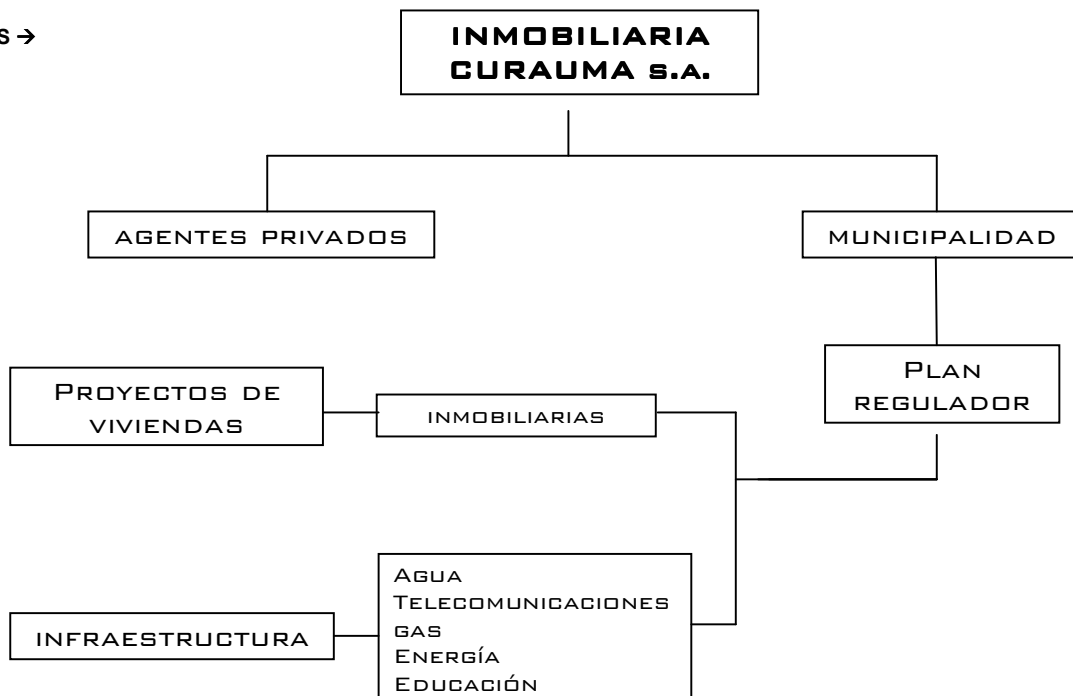 S →
INMOBILIARIA
CURAUMA S.A.
AGENTES PRIVADOS
MUNICIPALIDAD
PLAN
REGULADOR
PROYECTOS DE
VIVIENDAS
INMOBILIARIAS
AGUA
TELECOMUNICACIONES
GAS
ENERGÍA
EDUCACIÓN
INFRAESTRUCTURA